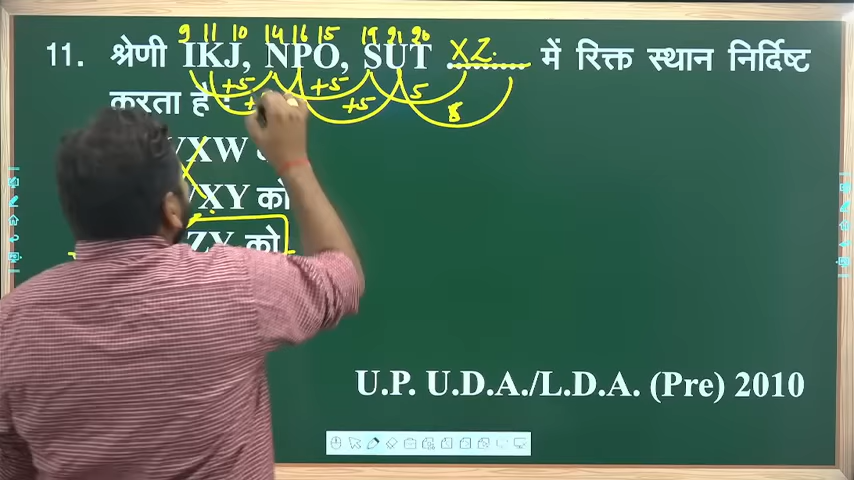 9 11 10 14 16 15 19 21 20
11. श्रेणी IKJ, NPO, SUT XZ ......... में रिक्त स्थान निर्दिष्ट
+5 +5 5
करता है : +5 5
XW
XY को
ZY को
U.P. U.D.A./L.D.A. (Pre) 2010